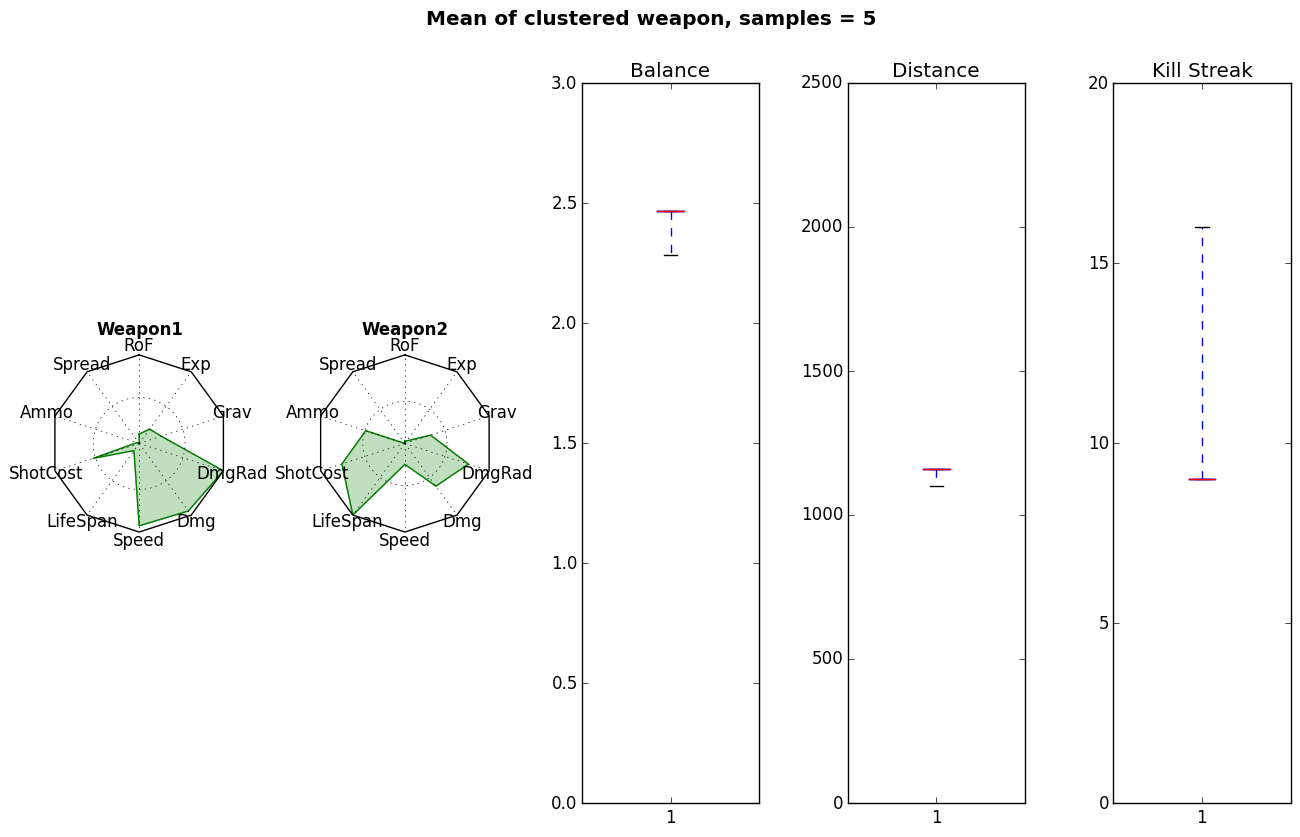 Mean of clustered weapon, samples = 5
Weapon1
RoF
Exp
Grav
DmgRad
Dmg
Speed
LifeSpan
ShotCost
Ammo
Spread
Weapon2
RoF
Exp
Grav
DmgRad
Dmg
Speed
LifeSpan
ShotCost
Ammo
Spread
Balance
3.0
2.5
2.0
1.5
1.0
0.5
0.0
1
Distance
2500
2000
1500
1000
500
0
1
Kill Streak
20
15
10
5
0
1